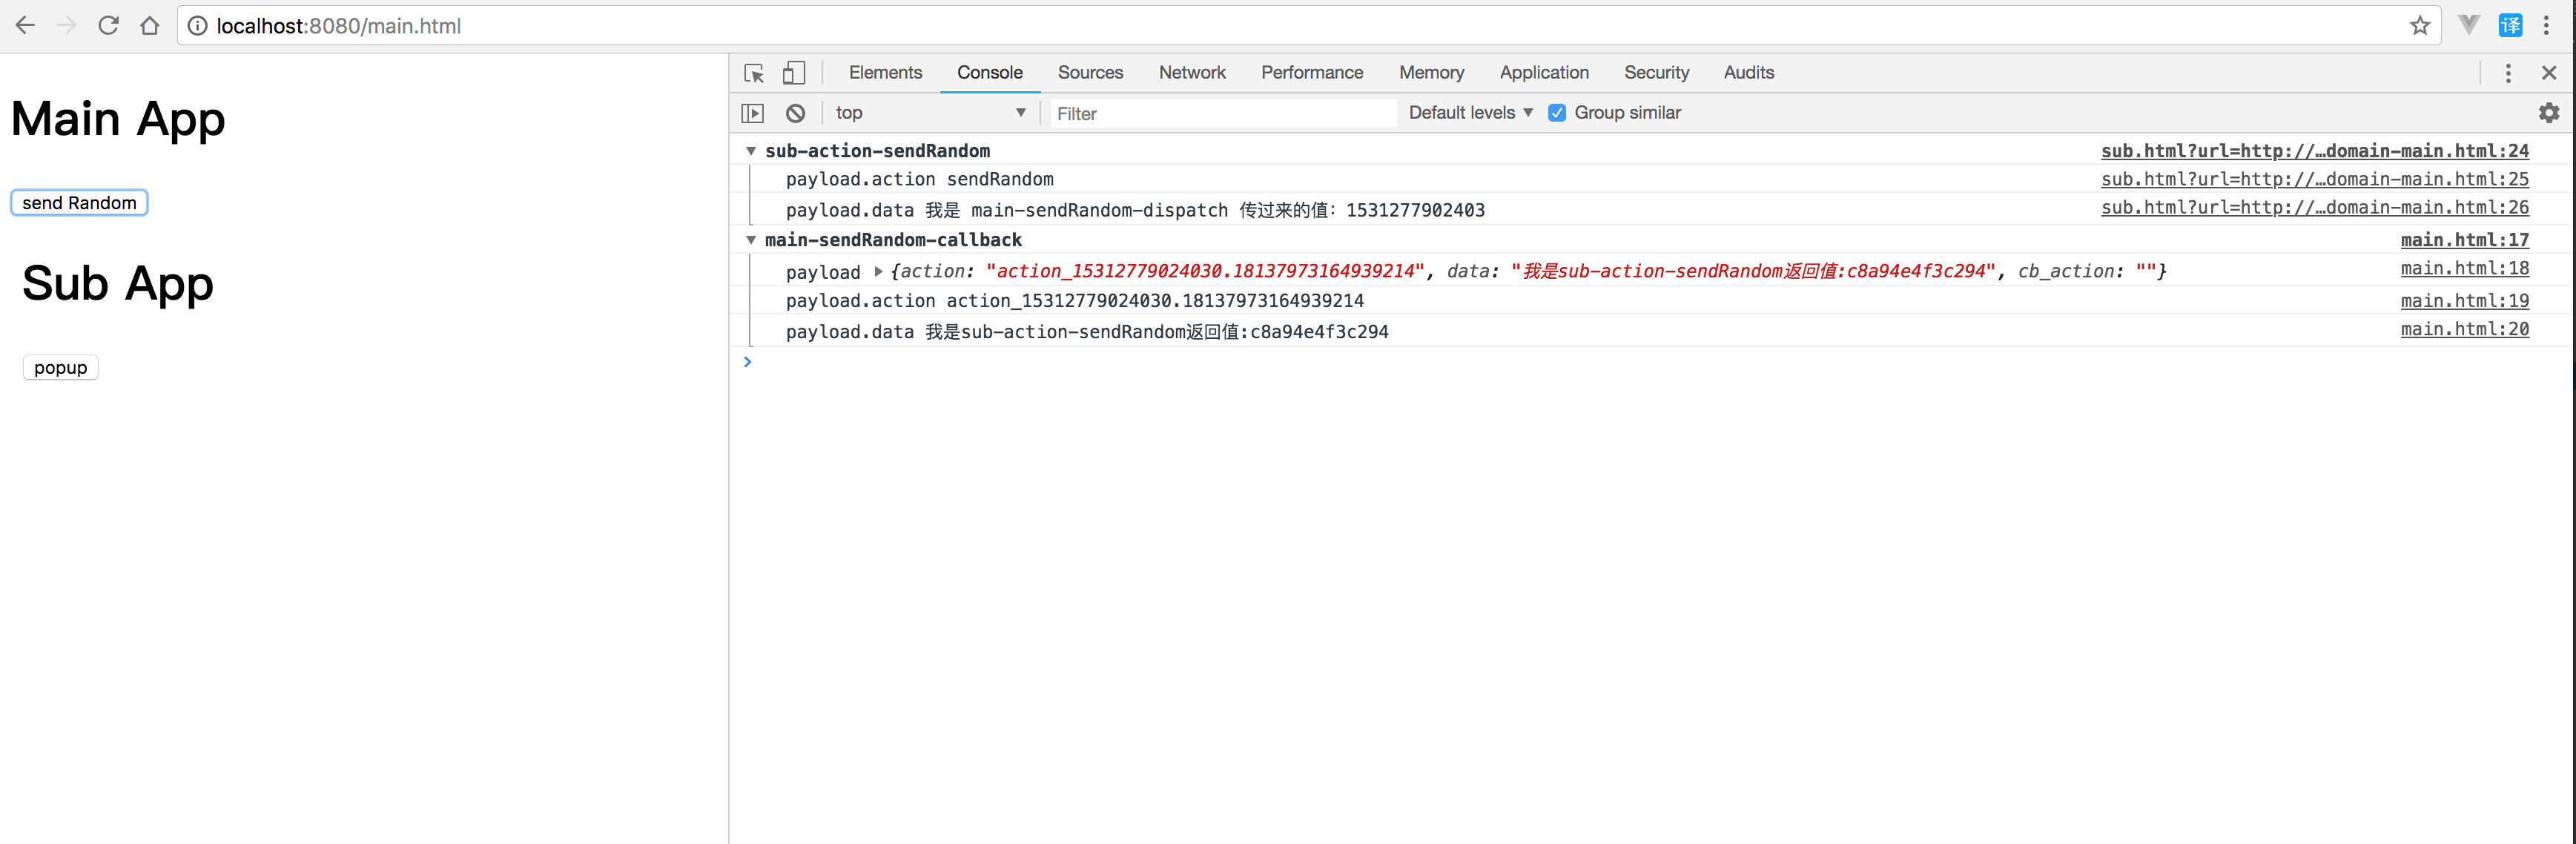 localhost:8080/main.html
译
Main App
send Random
Sub App
popup
Elements Console Sources Network Performance Memory Application Security Audits
top Filter Default levels Group similar
sub-action-sendRandom sub.html?url=http://…domain-main.html:24
payload.action sendRandom sub.html?url=http://…domain-main.html:25
payload.data 我是 main-sendRandom-dispatch 传过来的值: 1531277902403 sub.html?url=http://…domain-main.html:26
main-sendRandom-callback main.html:17
payload {action: "action_15312779024030.18137973164939214", data: "我是sub-action-sendRandom返回值:c8a94e4f3c294", cb_action: ""} main.html:18
payload.action action_15312779024030.18137973164939214 main.html:19
payload.data 我是sub-action-sendRandom返回值:c8a94e4f3c294 main.html:20